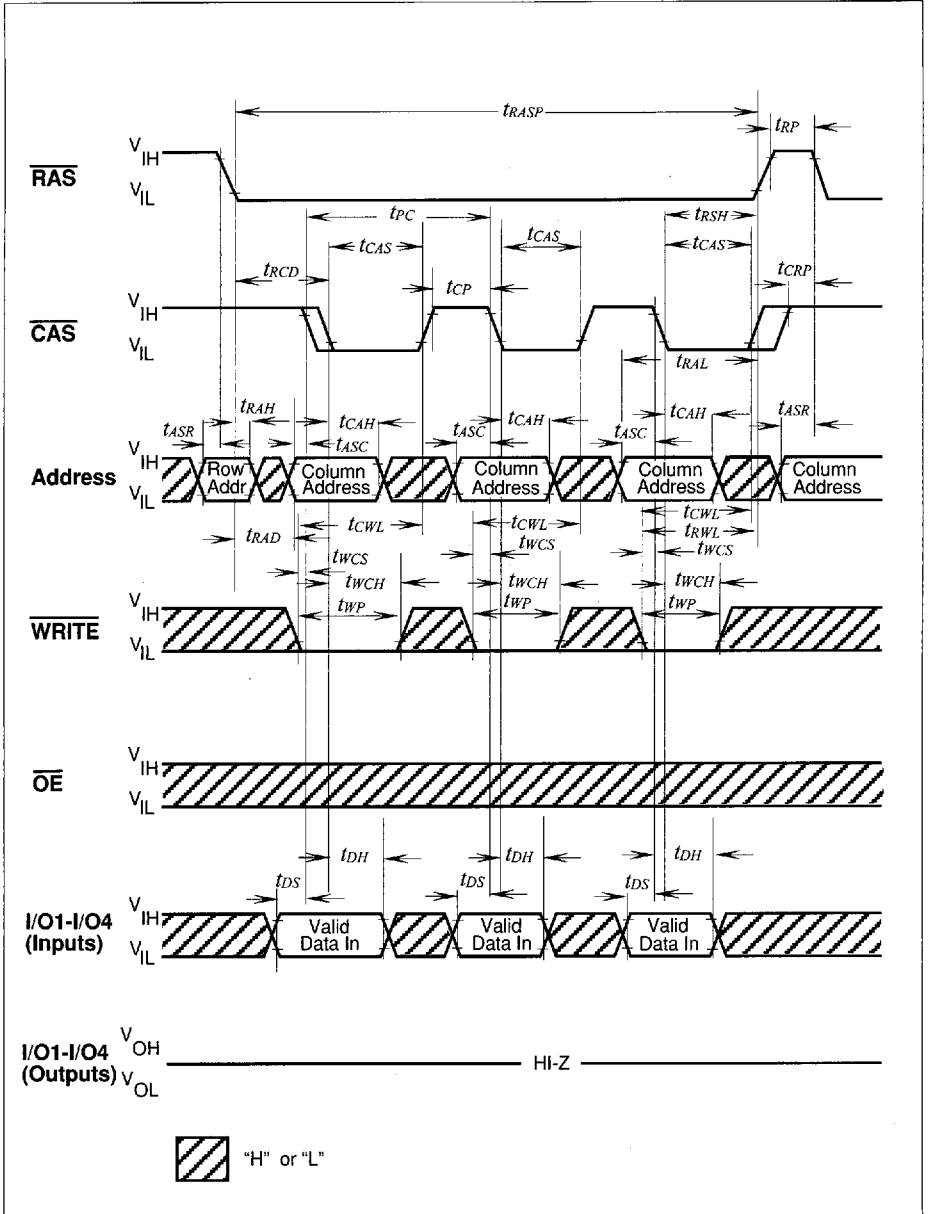 tRASP
tRP
VIH
RAS
VIL
tPC
tRSH
tCAS
tCAS
tCAS
tRCD
tCP
tCRP
VIH
CAS
VIL
tRAL
tRAH
tCAH
tCAH
tCAH
tASR
tASR
tASC
tASC
tASC
VIH
Address
VIL
Row Addr
Column Address
Column Address
Column Address
Column Address
tCWL
tCWL
tCWL
tRAD
tRWL
tWCS
tWCS
tWCS
tWCH
tWCH
tWCH
tWP
tWP
tWP
VIH
WRITE
VIL
VIH
OE
VIL
tDH
tDH
tDH
tDS
tDS
tDS
I/O1-I/O4
(Inputs)
VIH
VIL
Valid Data In
Valid Data In
Valid Data In
I/O1-I/O4
(Outputs)
VOH
VOL
HI-Z
"H" or "L"